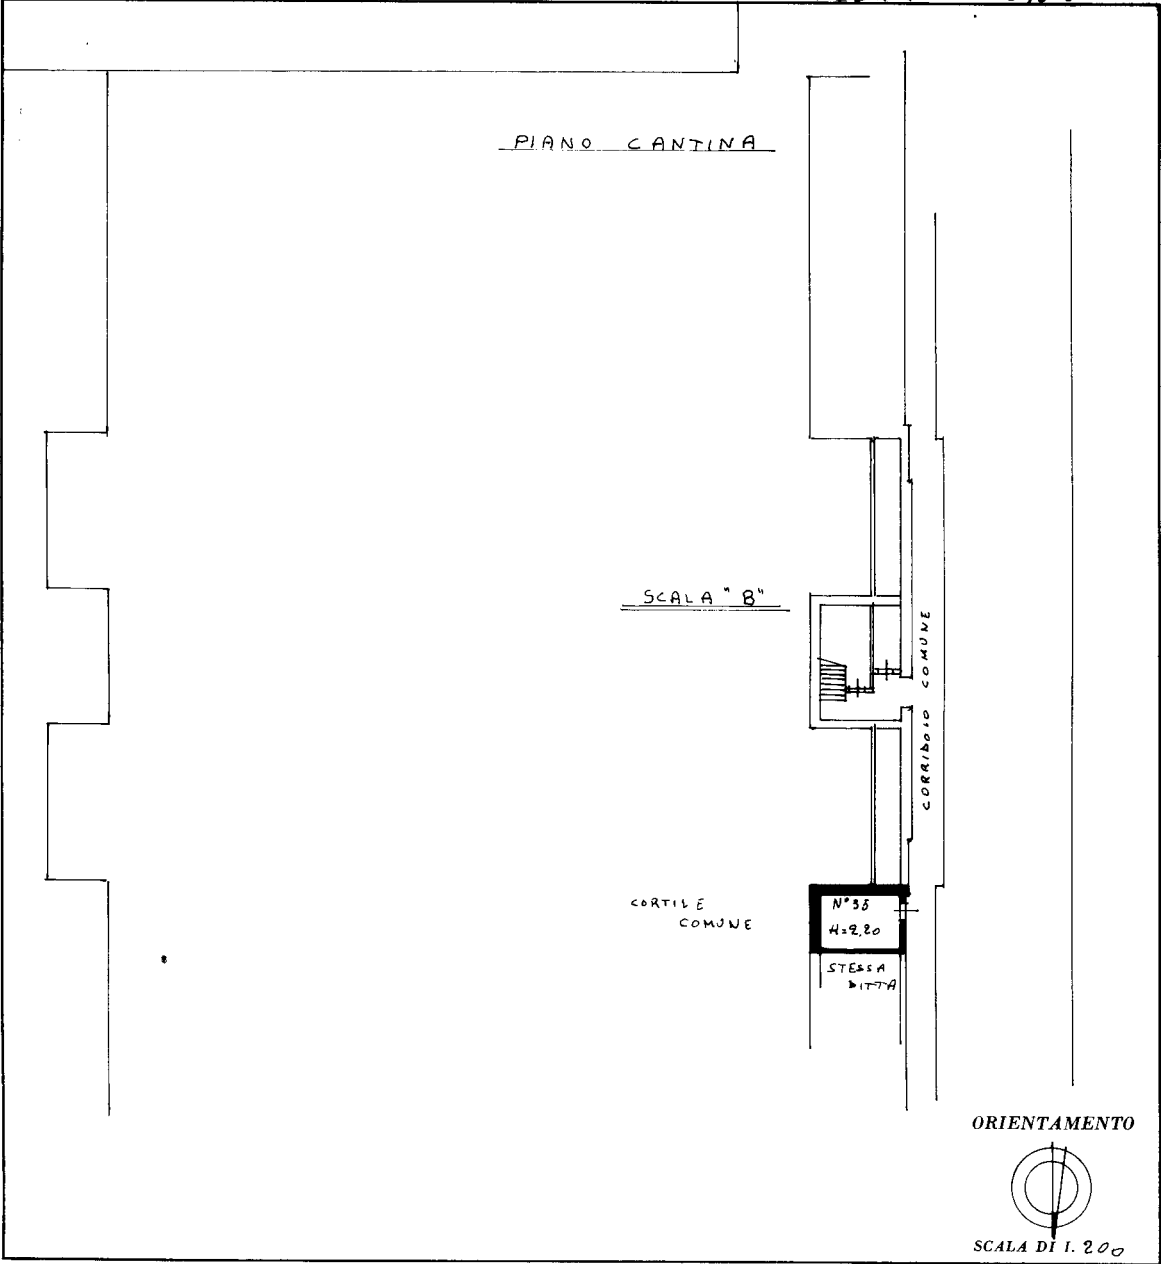 PIANO CANTINA
SCALA "B"
CORRIDOIO COMUNE
CORTILE
COMUNE
N° 35
H=2,20
STESSA
DITTA
ORIENTAMENTO
SCALA DI 1. 200